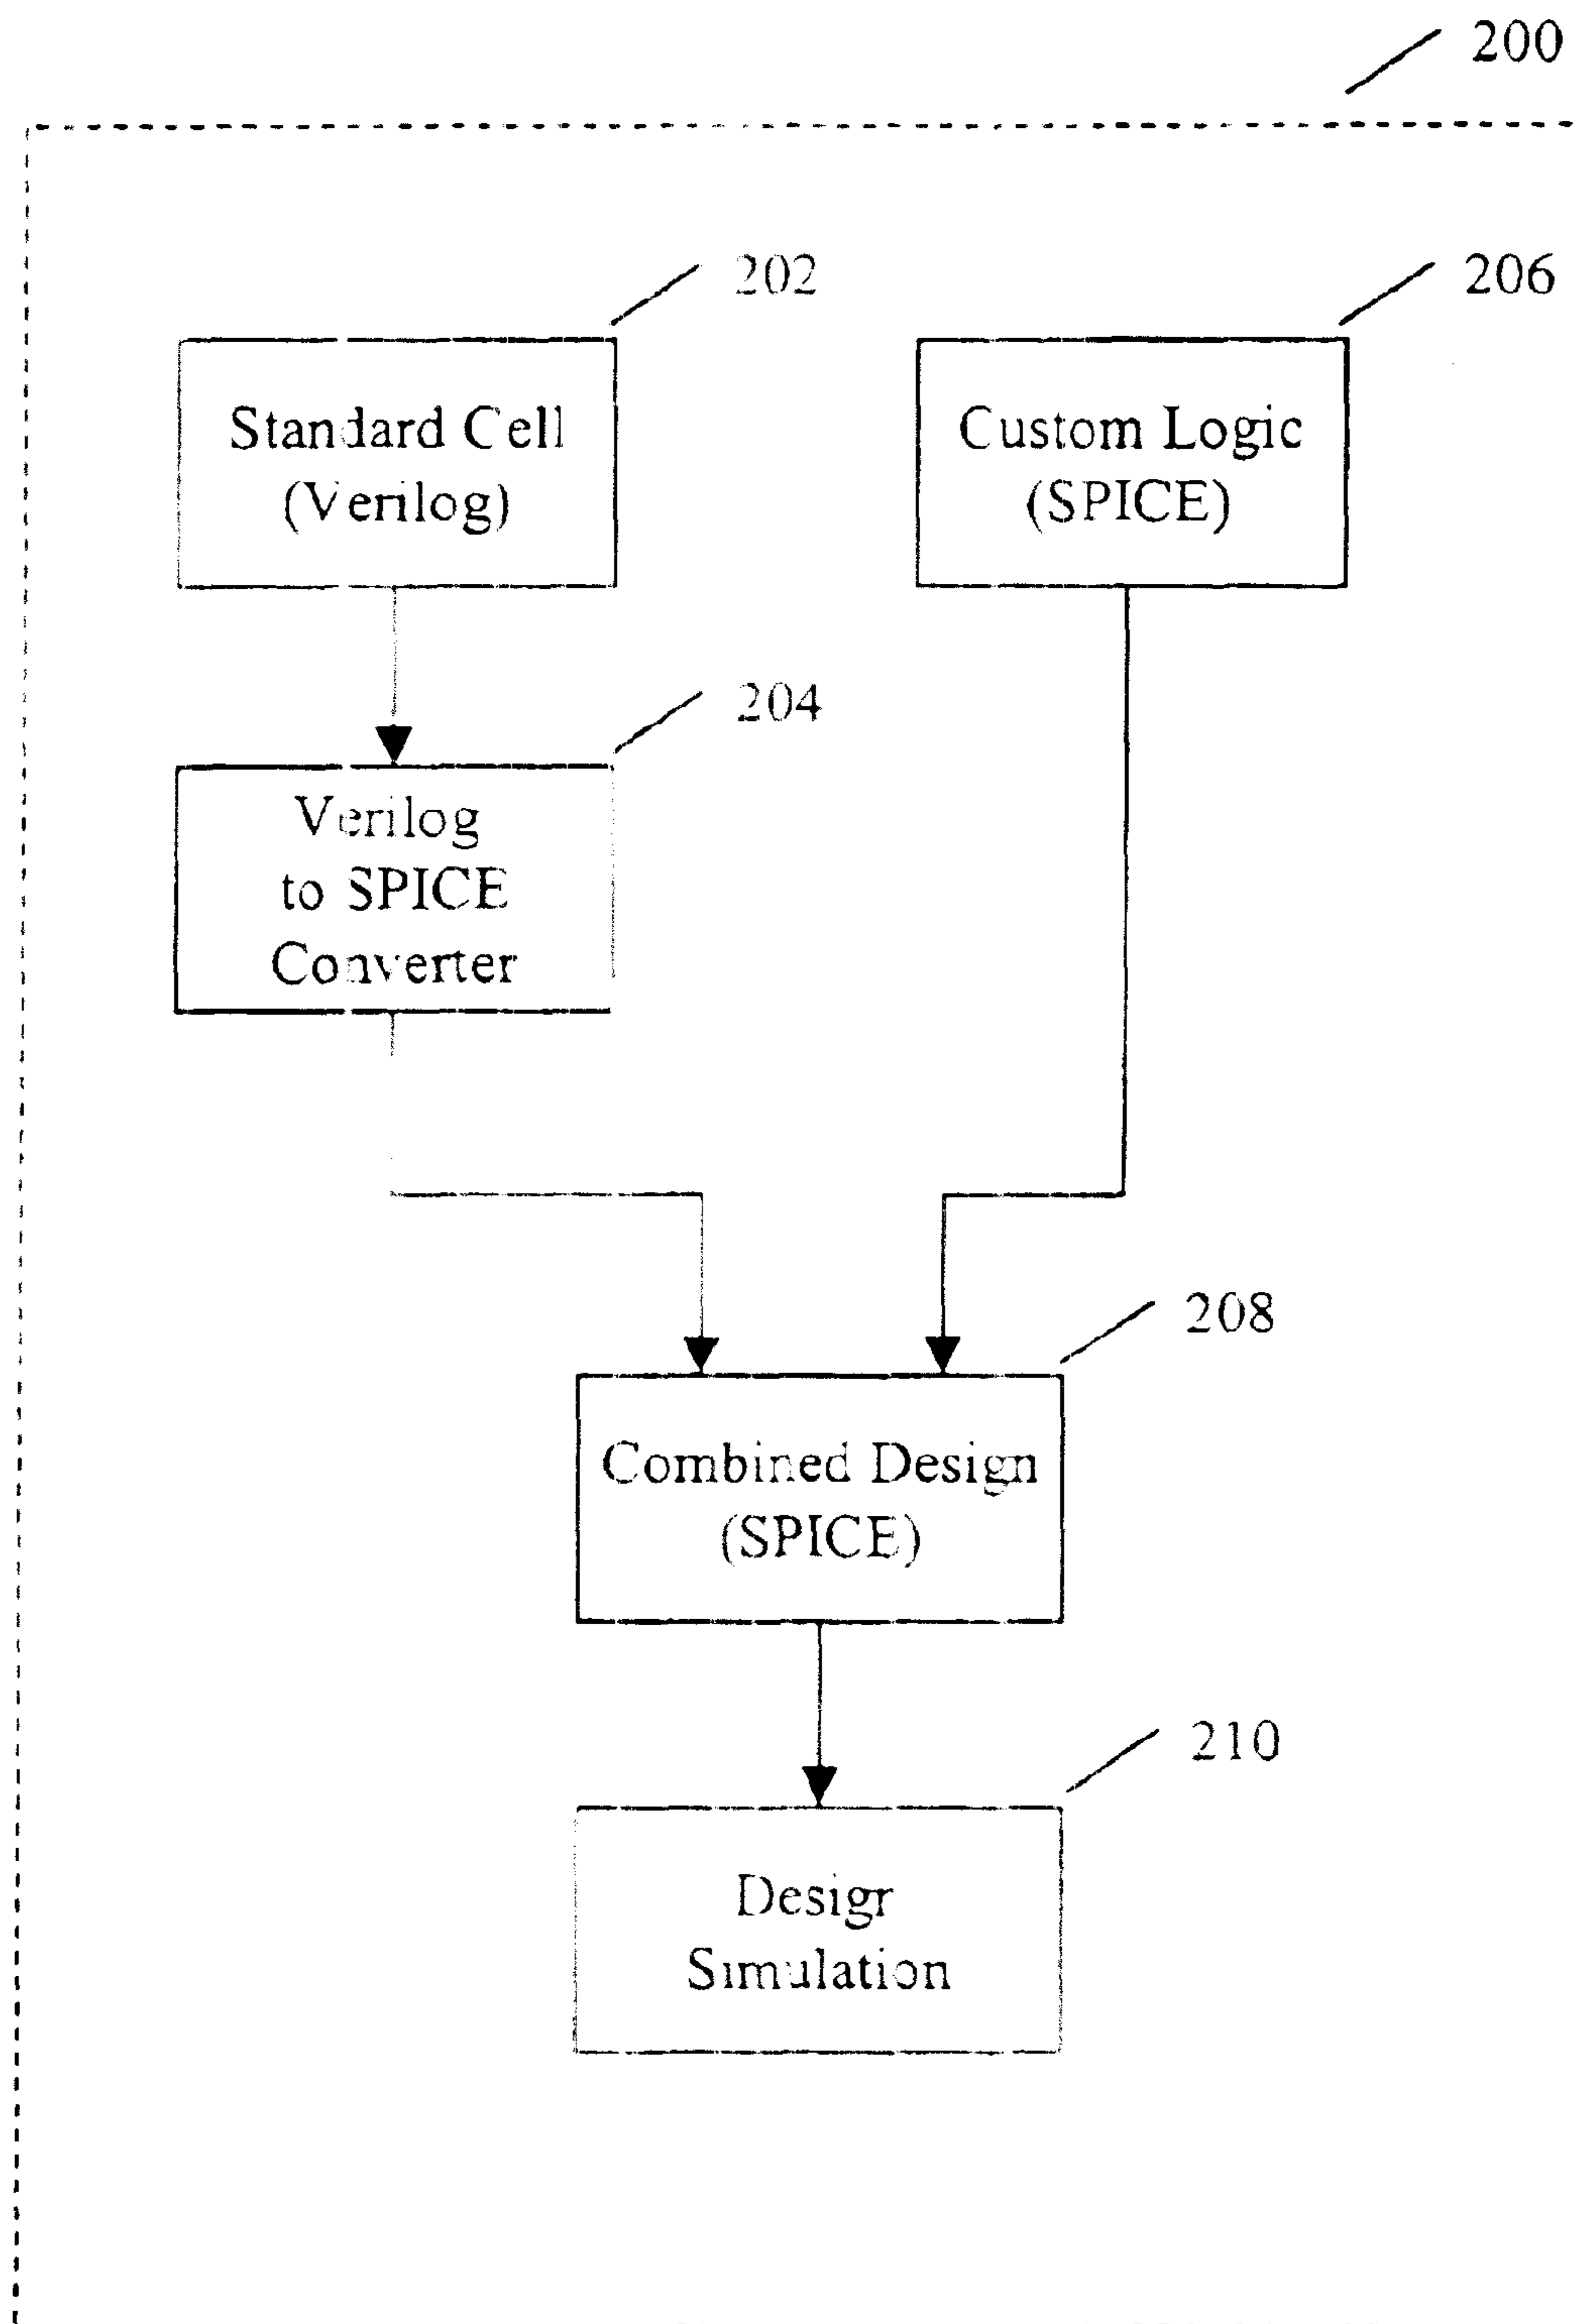 200
202
206
Standard Cell
(Verilog)
Custom Logic
(SPICE)
204
Verilog
to SPICE
Converter
208
Combined Design
(SPICE)
210
Design
Simulation